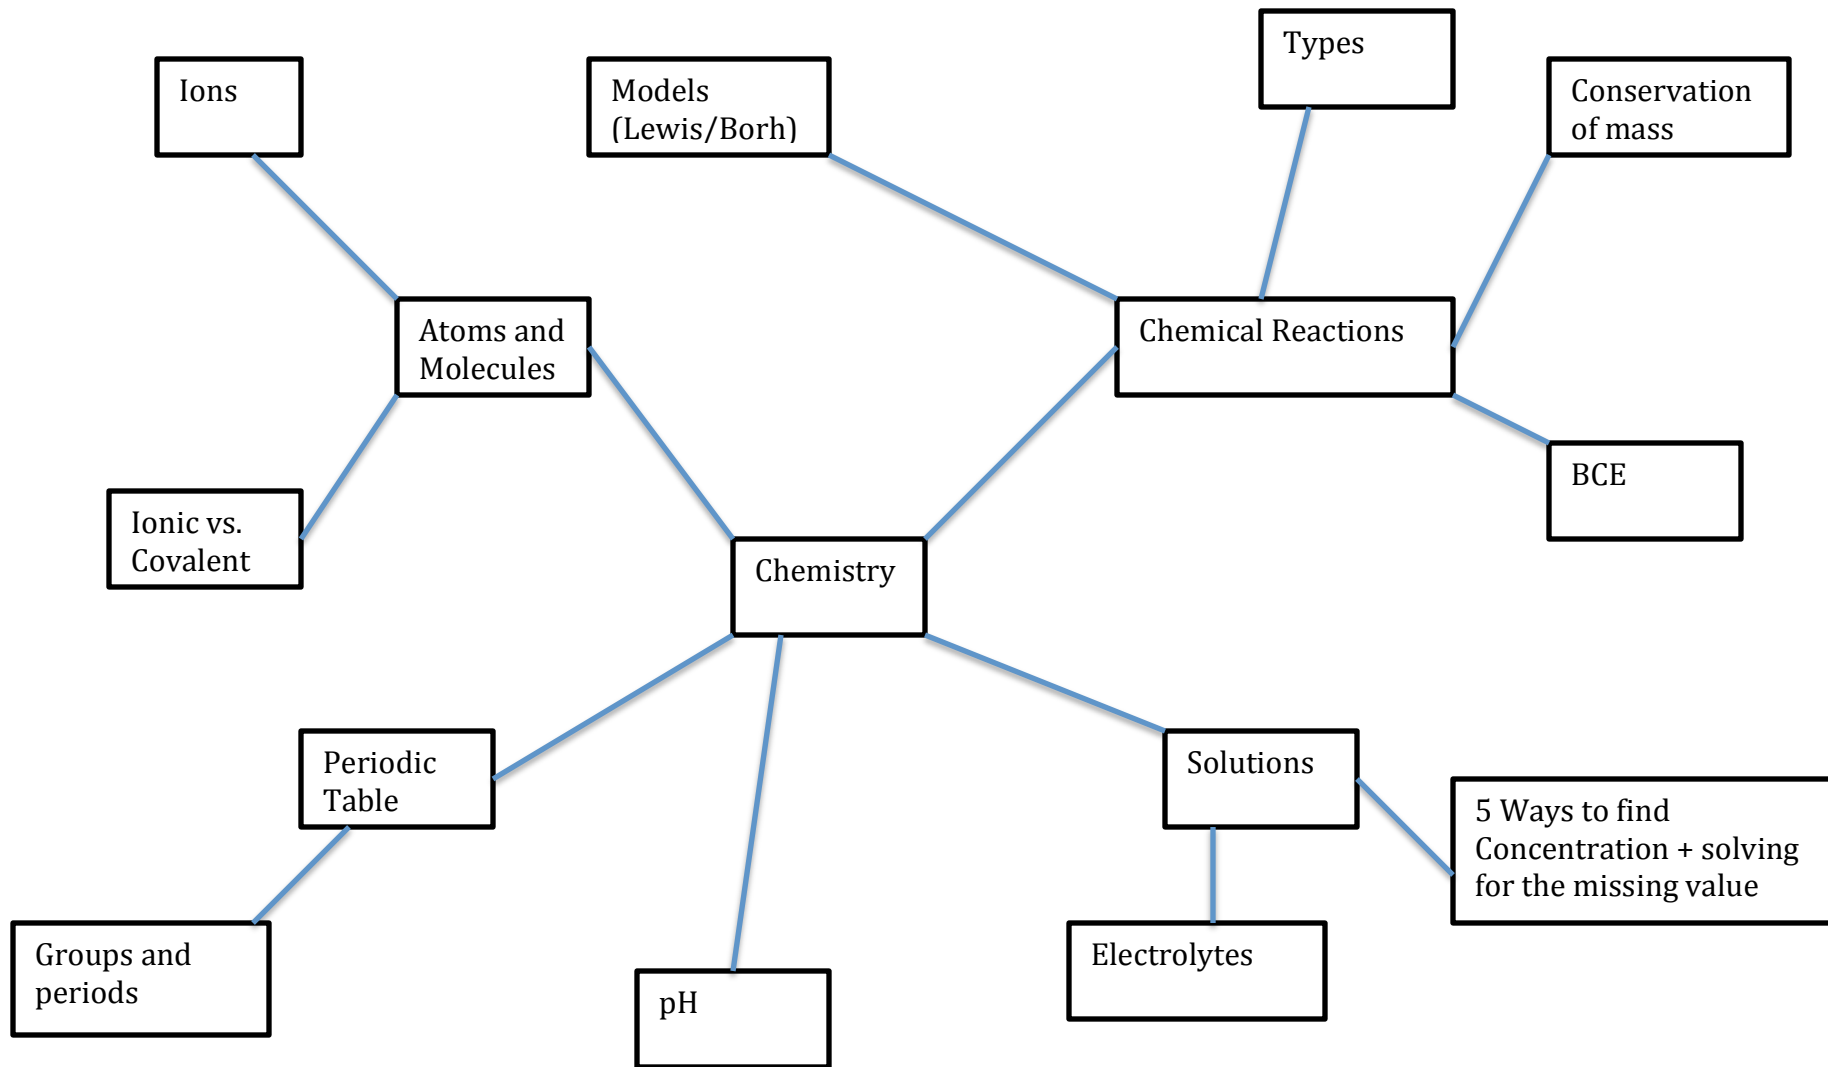 Types
Ions
Models
(Lewis/Borh)
Conservation
of mass
Atoms and
Molecules
Chemical Reactions
BCE
Ionic vs.
Covalent
Chemistry
Periodic
Table
Solutions
5 Ways to find
Concentration + solving
for the missing value
Groups and
periods
Electrolytes
pH